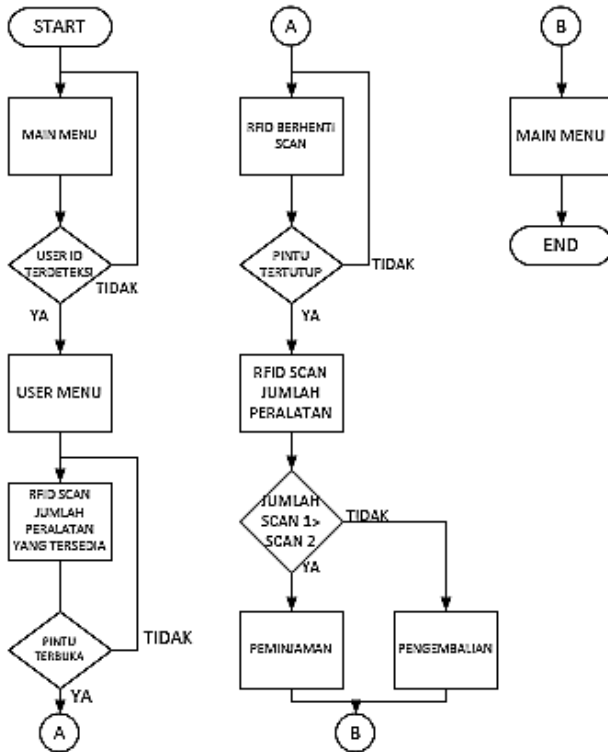 START
MAIN MENU
USER ID
TERDETEKSI
TIDAK
YA
USER MENU
RFID SCAN
JUMLAH
PERALATAN
YANG TERSEDIA
PINTU
TERBUKA
TIDAK
YA
A
A
RFID BERHENTI
SCAN
PINTU
TERTUTUP
TIDAK
YA
RFID SCAN
JUMLAH
PERALATAN
JUMLAH
SCAN 1>
SCAN 2
TIDAK
YA
PEMINJAMAN
PENGEMBALIAN
B
B
MAIN MENU
END